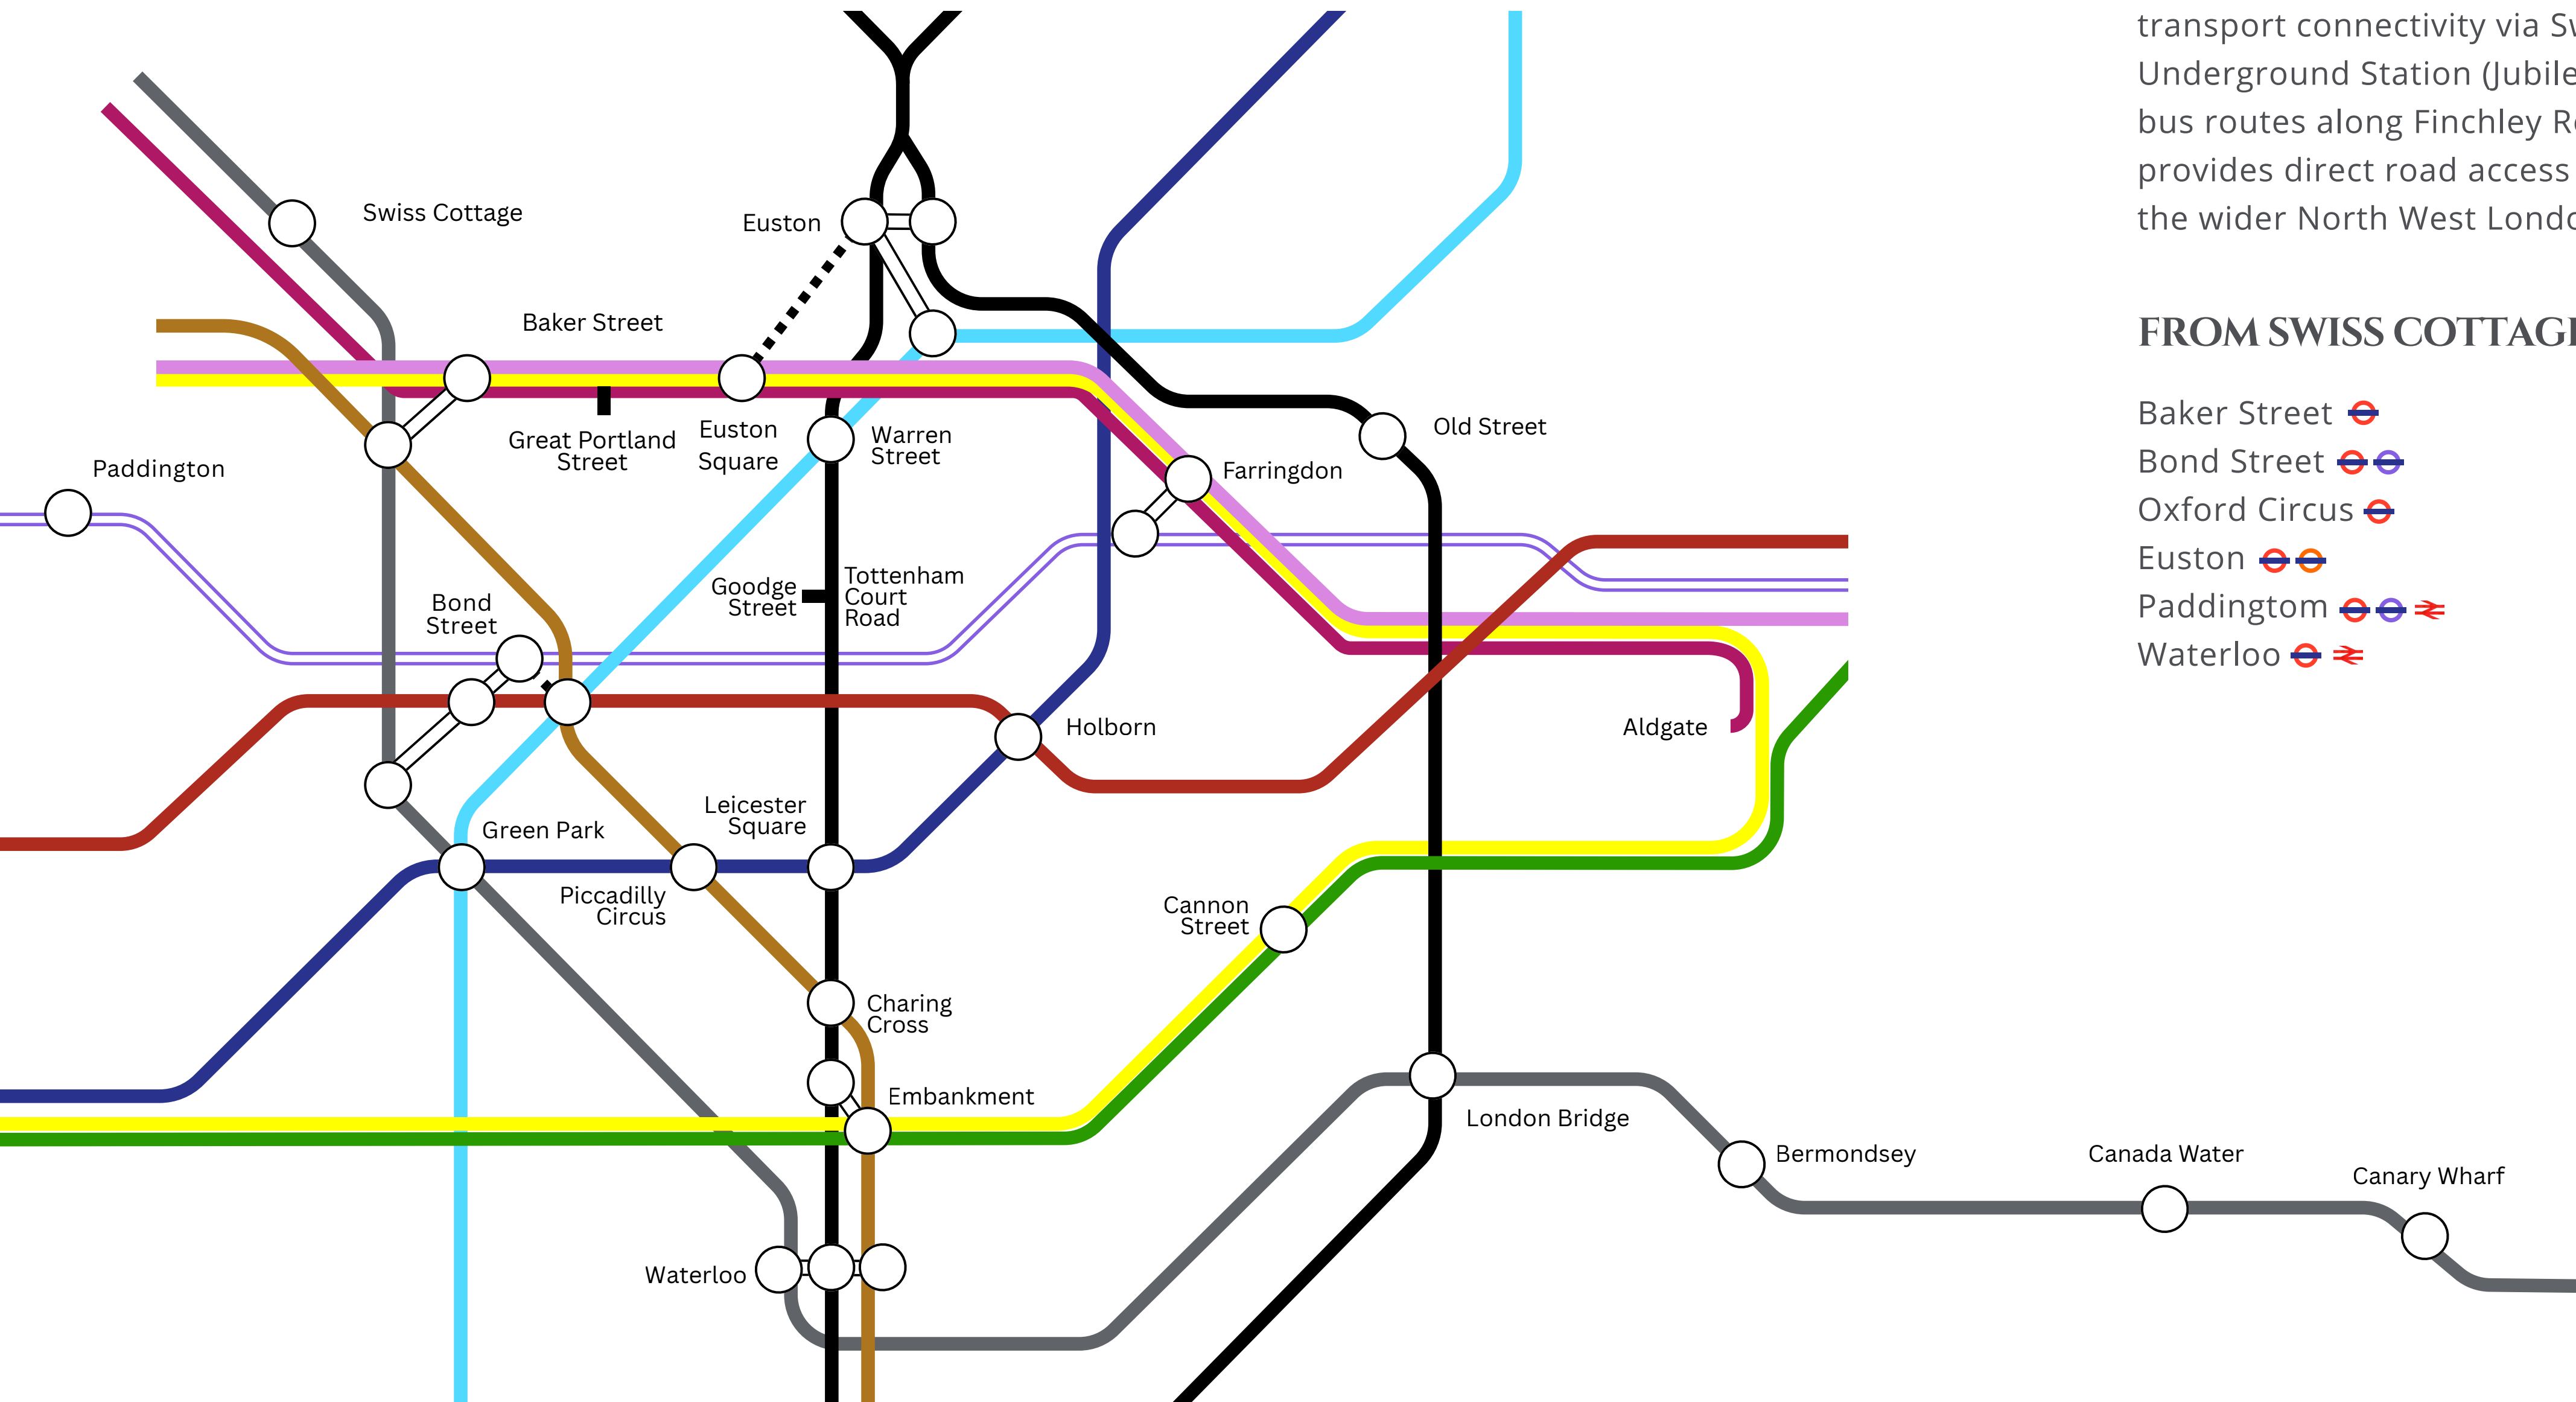 transport connectivity via Sw
Underground Station (Jubile
bus routes along Finchley R
provides direct road access
the wider North West Londo
FROM SWISS COTTAGE
Baker Street
Bond Street
Oxford Circus
Euston
Paddingtom
Waterloo
Swiss Cottage
Euston
Baker Street
Great Portland
Street
Euston
Square
Warren
Street
Old Street
Farringdon
Paddington
Bond
Street
Goodge
Street
Tottenham
Court
Road
Holborn
Aldgate
Leicester
Square
Green Park
Piccadilly
Circus
Cannon
Street
Charing
Cross
Embankment
London Bridge
Bermondsey
Canada Water
Canary Wharf
Waterloo